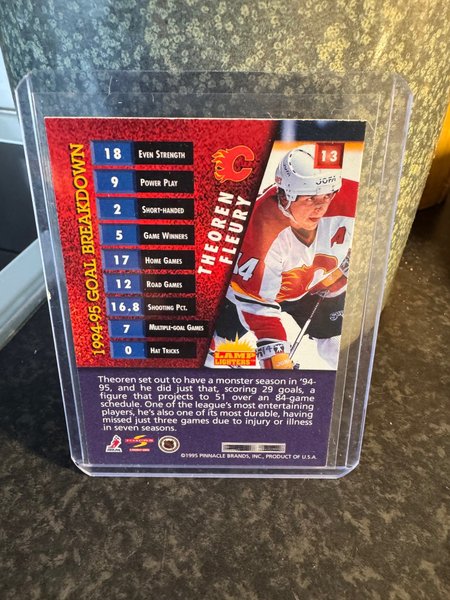 1994-95 GOAL BREAKDOWN
18 EVEN STRENGTH
9 POWER PLAY
2 SHORT-HANDED
5 GAME WINNERS
17 HOME GAMES
12 ROAD GAMES
16.8 SHOOTING PCT.
7 MULTIPLE-GOAL GAMES
0 HAT TRICKS
THEOREN
FLEURY
13
JOFA
A
14
LAMP
LIGHTERS
Theoren set out to have a monster season in '94-
95, and he did just that, scoring 29 goals, a
figure that projects to 51 over an 84-game
schedule. One of the league's most entertaining
players, he's also one of its most durable, having
missed just three games due to injury or illness
in seven seasons.
©1995 PINNACLE BRANDS, INC., PRODUCT OF U.S.A.